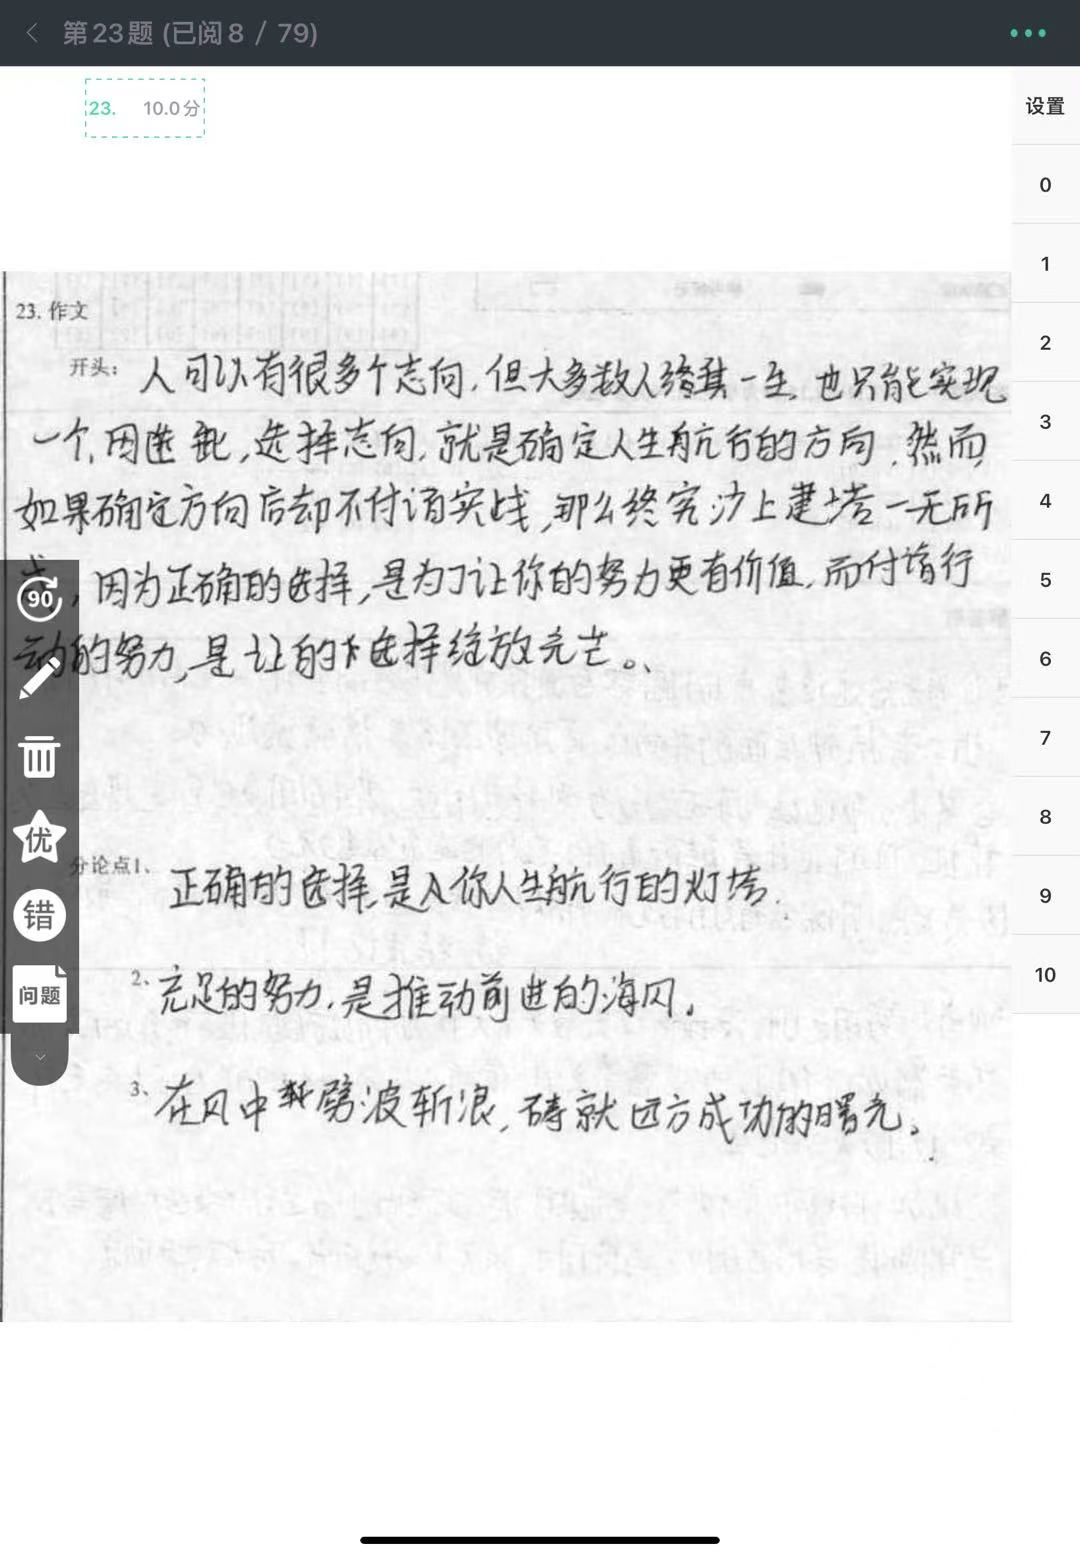 第23题 (已阅8 / 79)
23. 10.0分
设置
0
1
2
3
4
5
6
7
8
9
10
23. 作文
开头: 人可以有很多个志向,但大多数人终其一生,也只能实现
一个,因此,选择志向,就是确定人生航行的方向,然而,
如果确定方向后却不付诸实践,那么终究沙上建塔一无所
,因为正确的选择,是为了让你的努力更有价值,而付诸行
动的努力,是让的选择绽放光芒。
分论点1、正确的选择,是你人生航行的灯塔.
2、充足的努力,是推动前进的海风。
3、在风中劈波斩浪,铸就远方成功的曙光。
90
优
错
问题